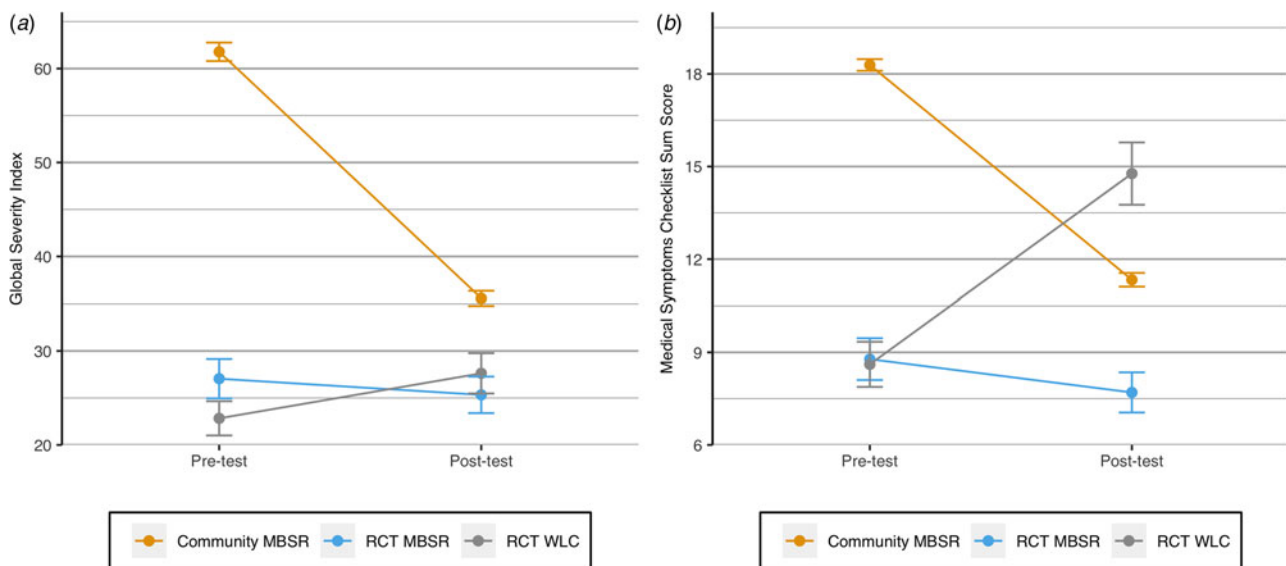 (a)
Global Severity Index
60
50
40
30
20
Pre-test Post-test
Community MBSR RCT MBSR RCT WLC
(b)
Medical Symptoms Checklist Sum Score
18
15
12
9
6
Pre-test Post-test
Community MBSR RCT MBSR RCT WLC